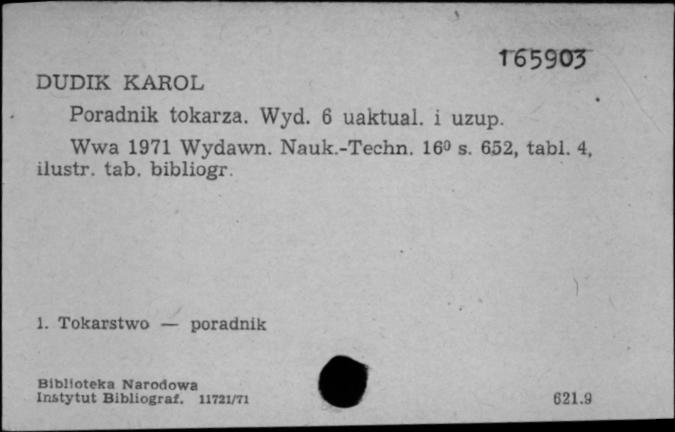 165903
DUDIK KAROL
Poradnik tokarza. Wyd. 6 uaktual. i uzup.
Wwa 1971 Wydawn. Nauk.-Techn. 16⁰ s. 652, tabl. 4,
ilustr. tab. bibliogr.
1. Tokarstwo — poradnik
Biblioteka Narodowa
Instytut Bibliograf. 11721/71
621.9